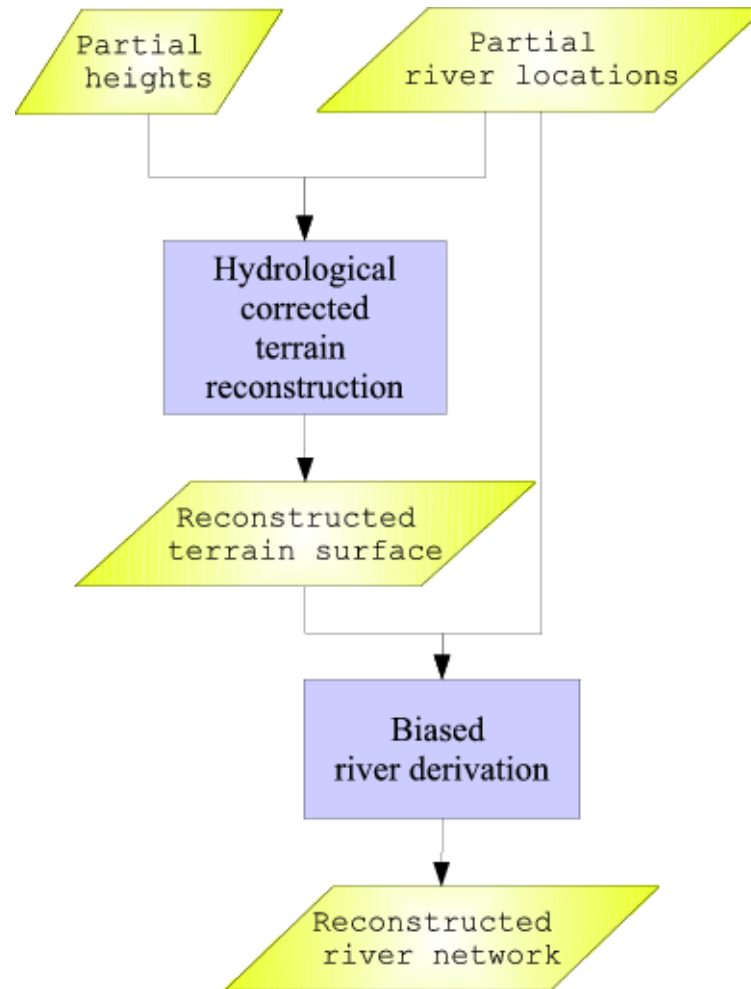 Partial
heights
Partial
river locations
Hydrological
corrected
terrain
reconstruction
Reconstructed
terrain surface
Biased
river derivation
Reconstructed
river network